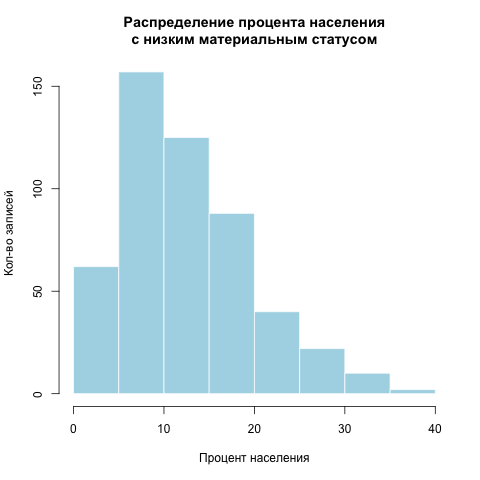 Распределение процента населения
с низким материальным статусом
Кол-во записей
150
100
50
0
0 10 20 30 40
Процент населения